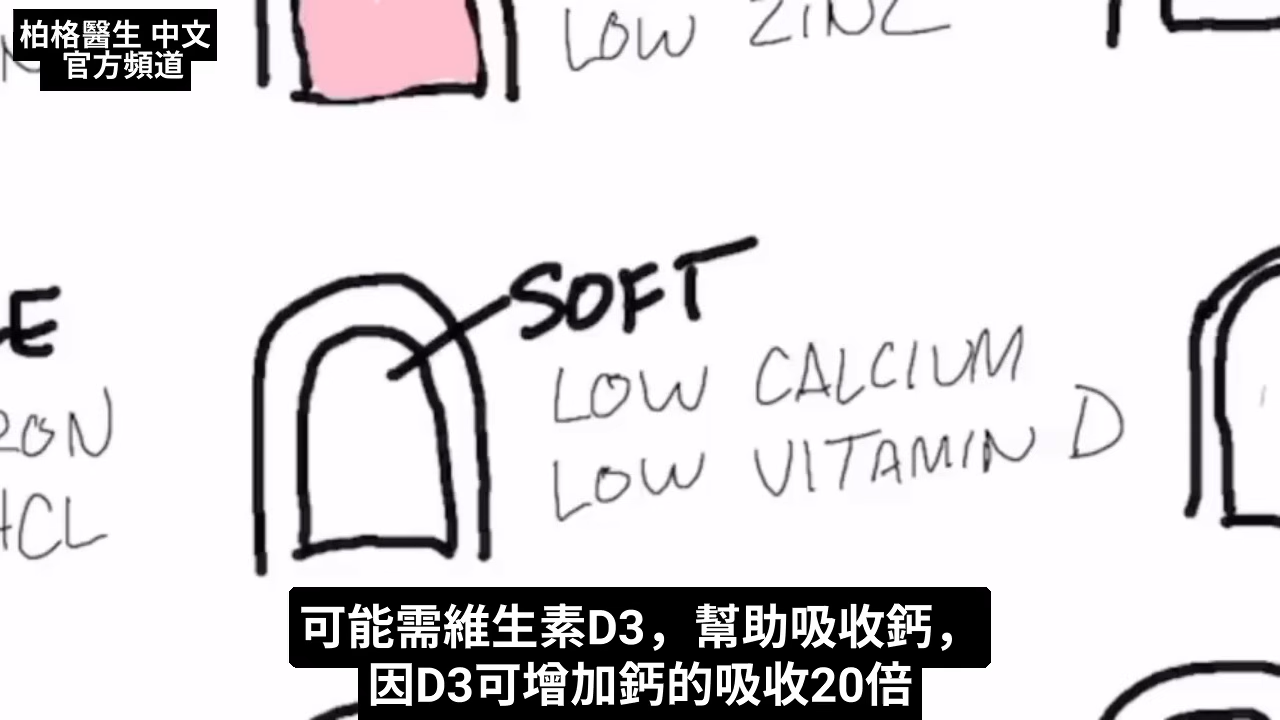 柏格醫生 中文
官方頻道
LOW ZINC
SOFT
LOW CALCIUM
LOW VITAMIN D
HCL
可能需維生素D3，幫助吸收鈣，
因D3可增加鈣的吸收20倍